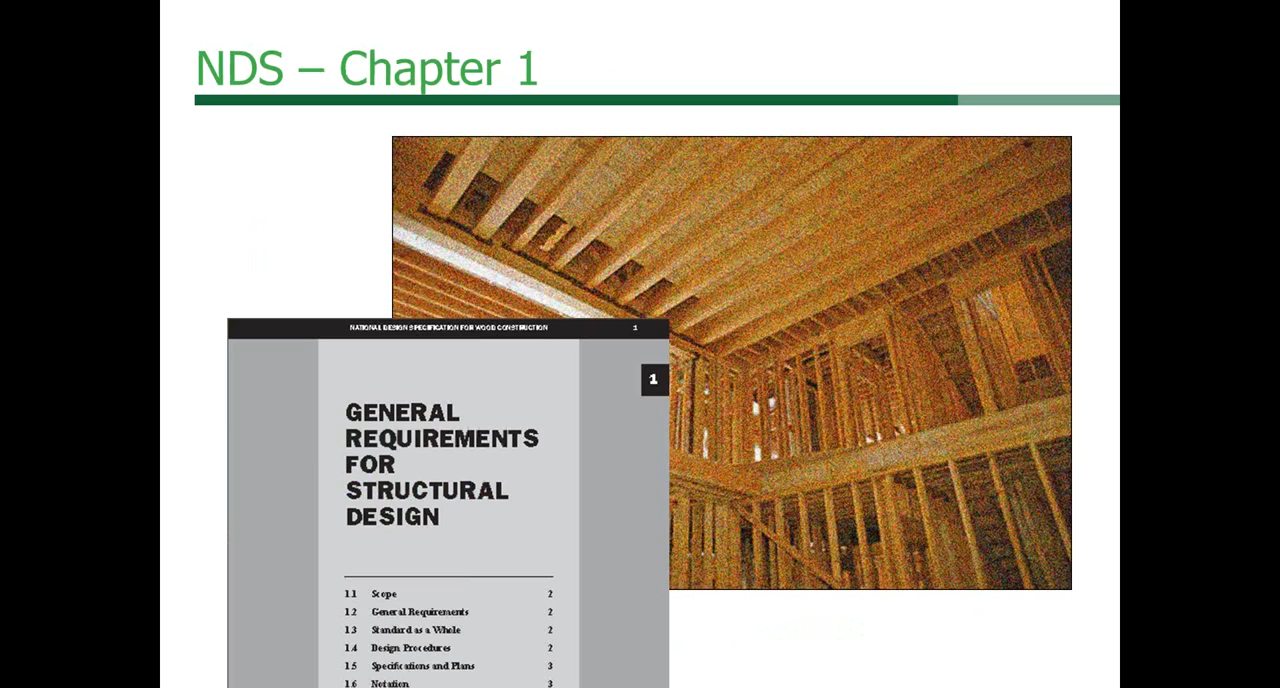 NDS – Chapter 1
NATIONAL DESIGN SPECIFICATION FOR WOOD CONSTRUCTION 1
1
GENERAL
REQUIREMENTS
FOR
STRUCTURAL
DESIGN
1.1 Scope 2
1.2 General Requirements 2
1.3 Standard as a Whole 2
1.4 Design Procedures 2
1.5 Specifications and Plans 3
1.6 Notation 3